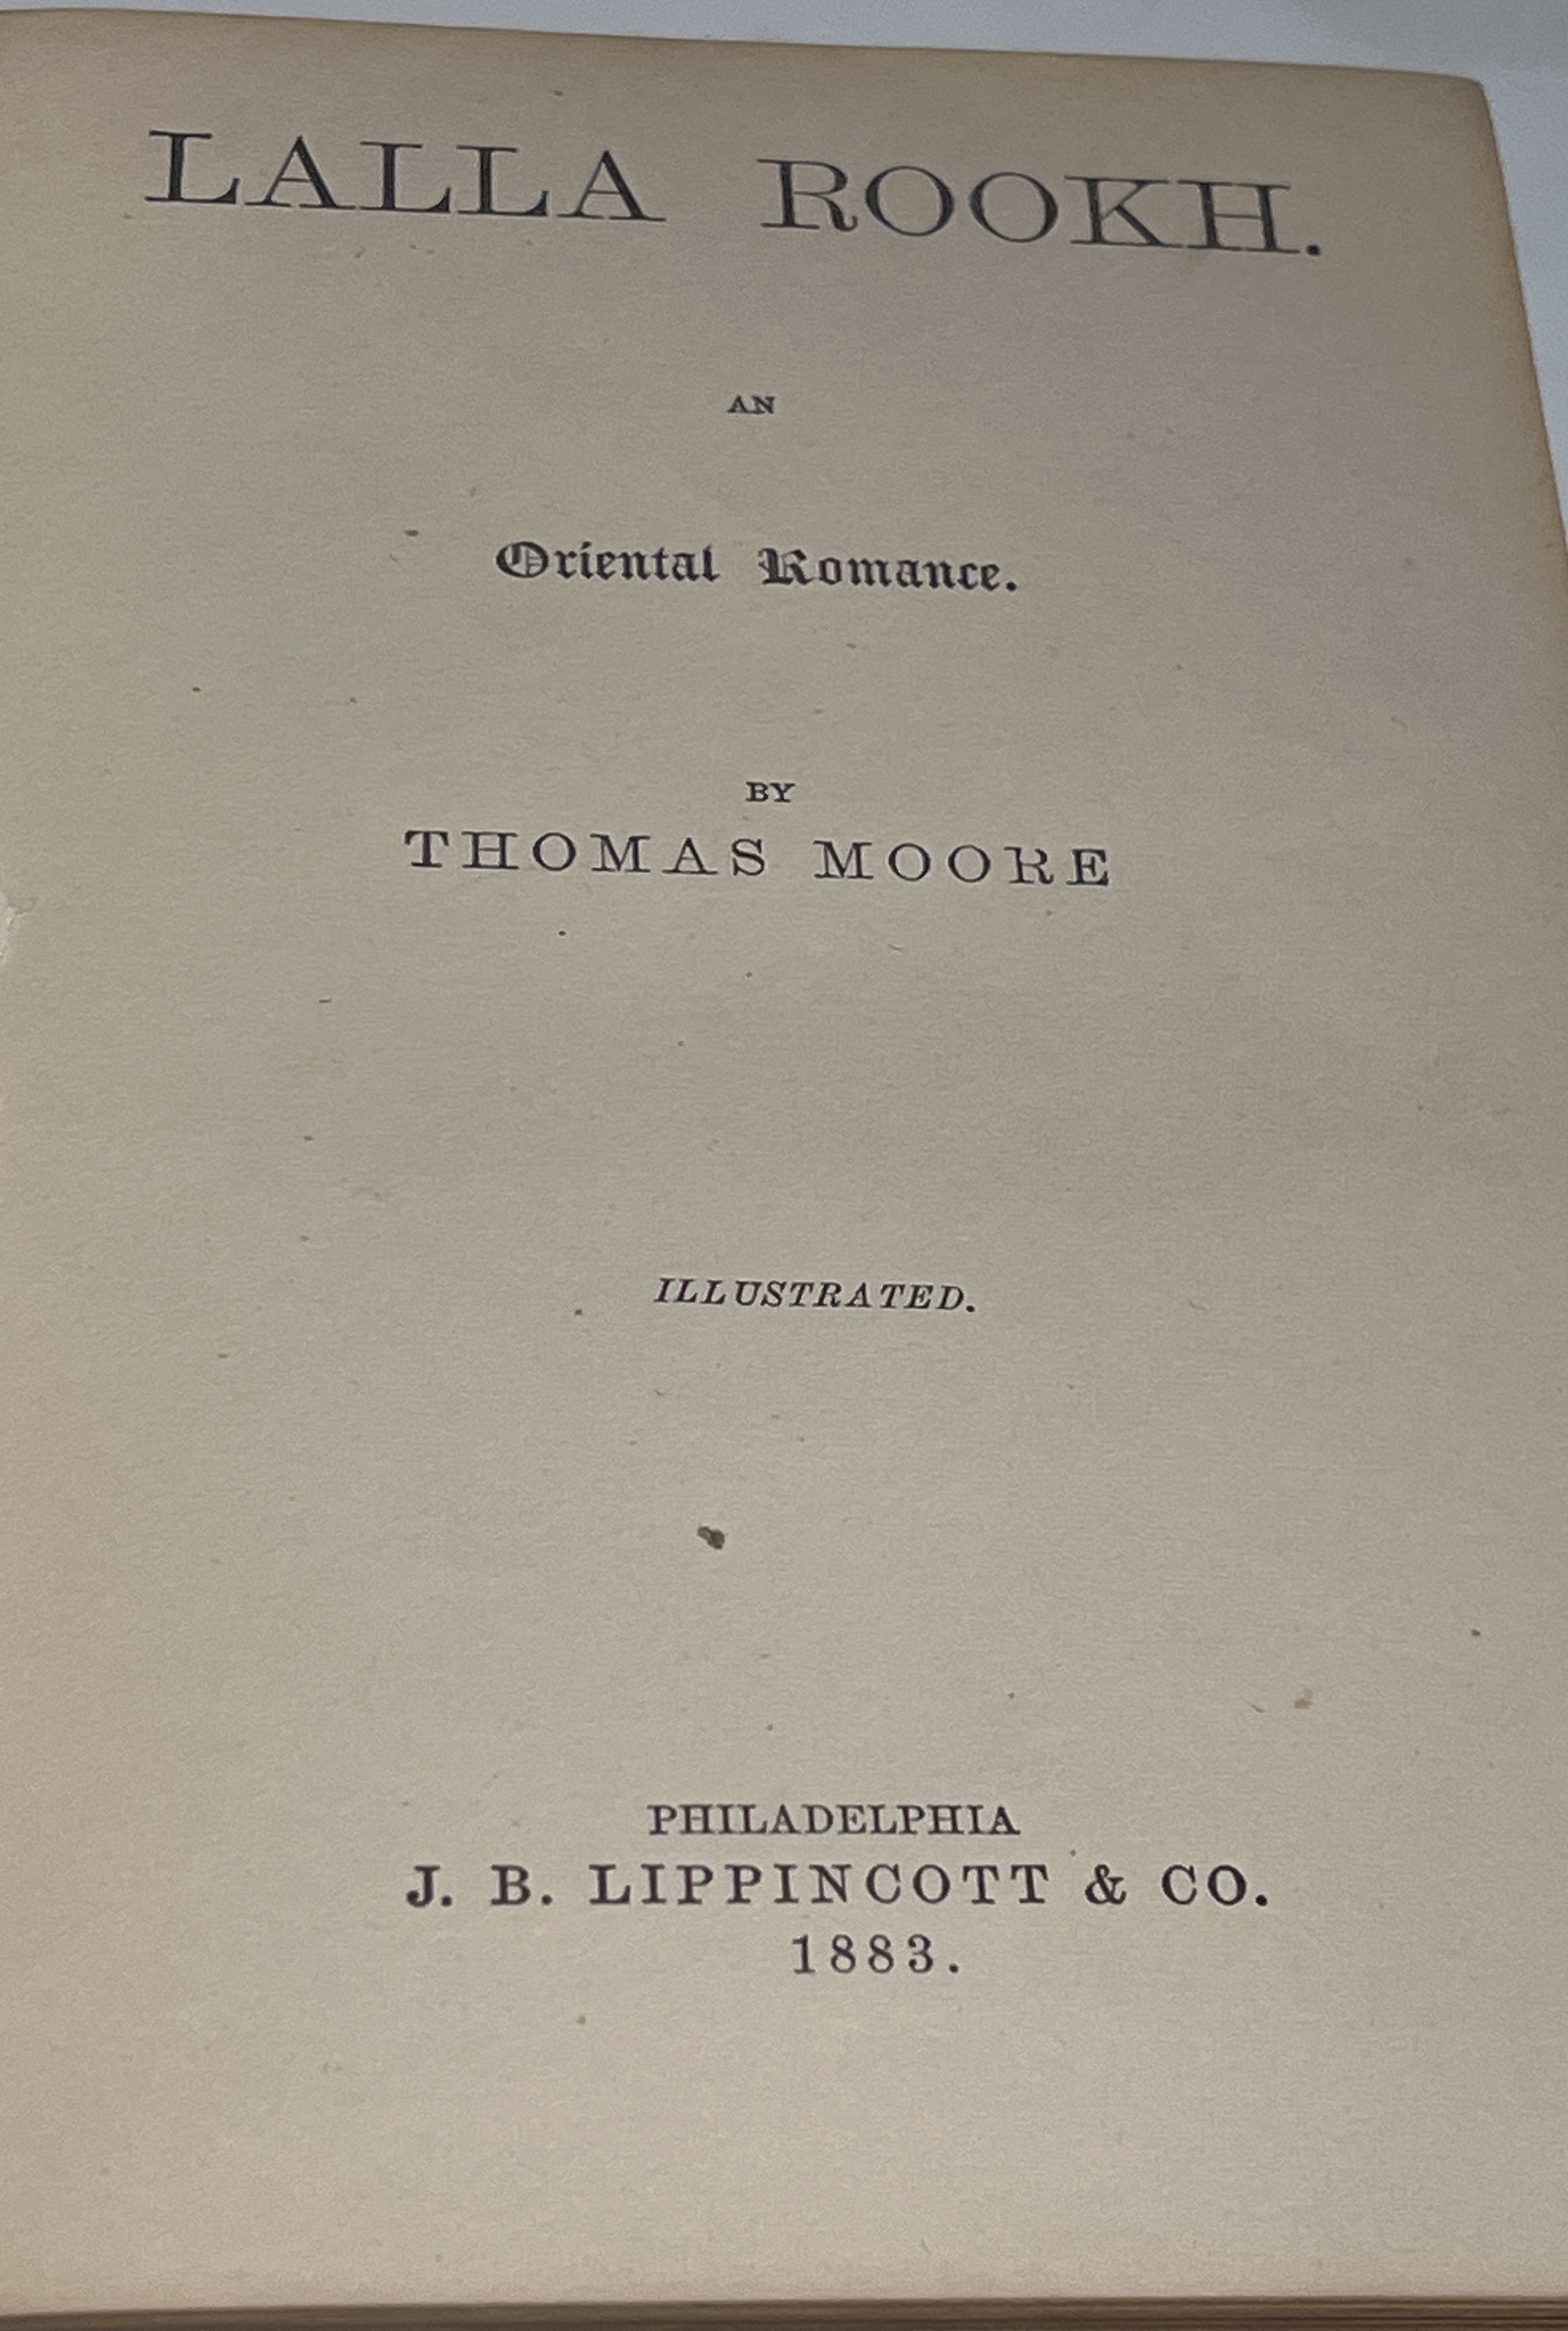 LALLA ROOKH.
AN
Oriental Romance.
BY
THOMAS MOORE
ILLUSTRATED.
PHILADELPHIA
J. B. LIPPINCOTT & CO.
1883.